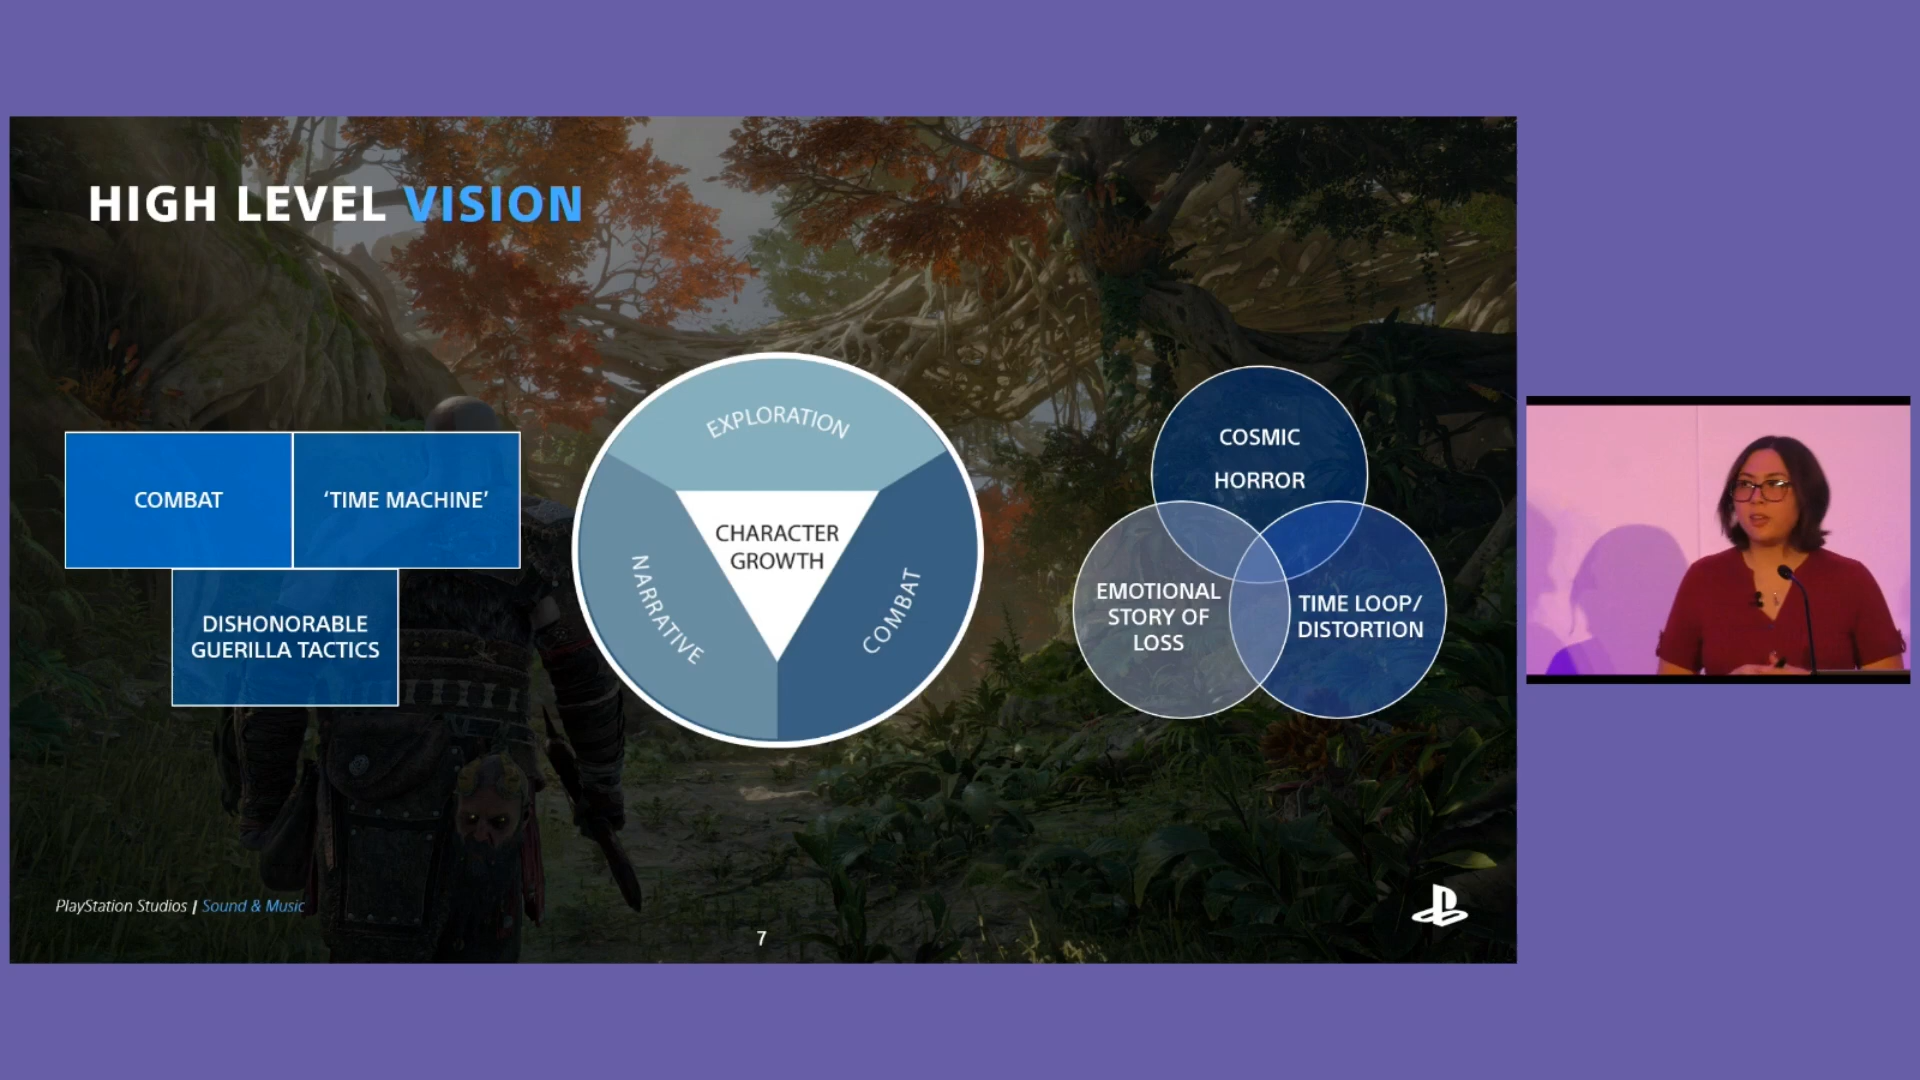 HIGH LEVEL VISION
COMBAT
‘TIME MACHINE’
DISHONORABLE
GUERILLA TACTICS
EXPLORATION
CHARACTER
GROWTH
NARRATIVE
COMBAT
COSMIC
HORROR
EMOTIONAL
STORY OF
LOSS
TIME LOOP/
DISTORTION
PlayStation Studios | Sound & Music
7